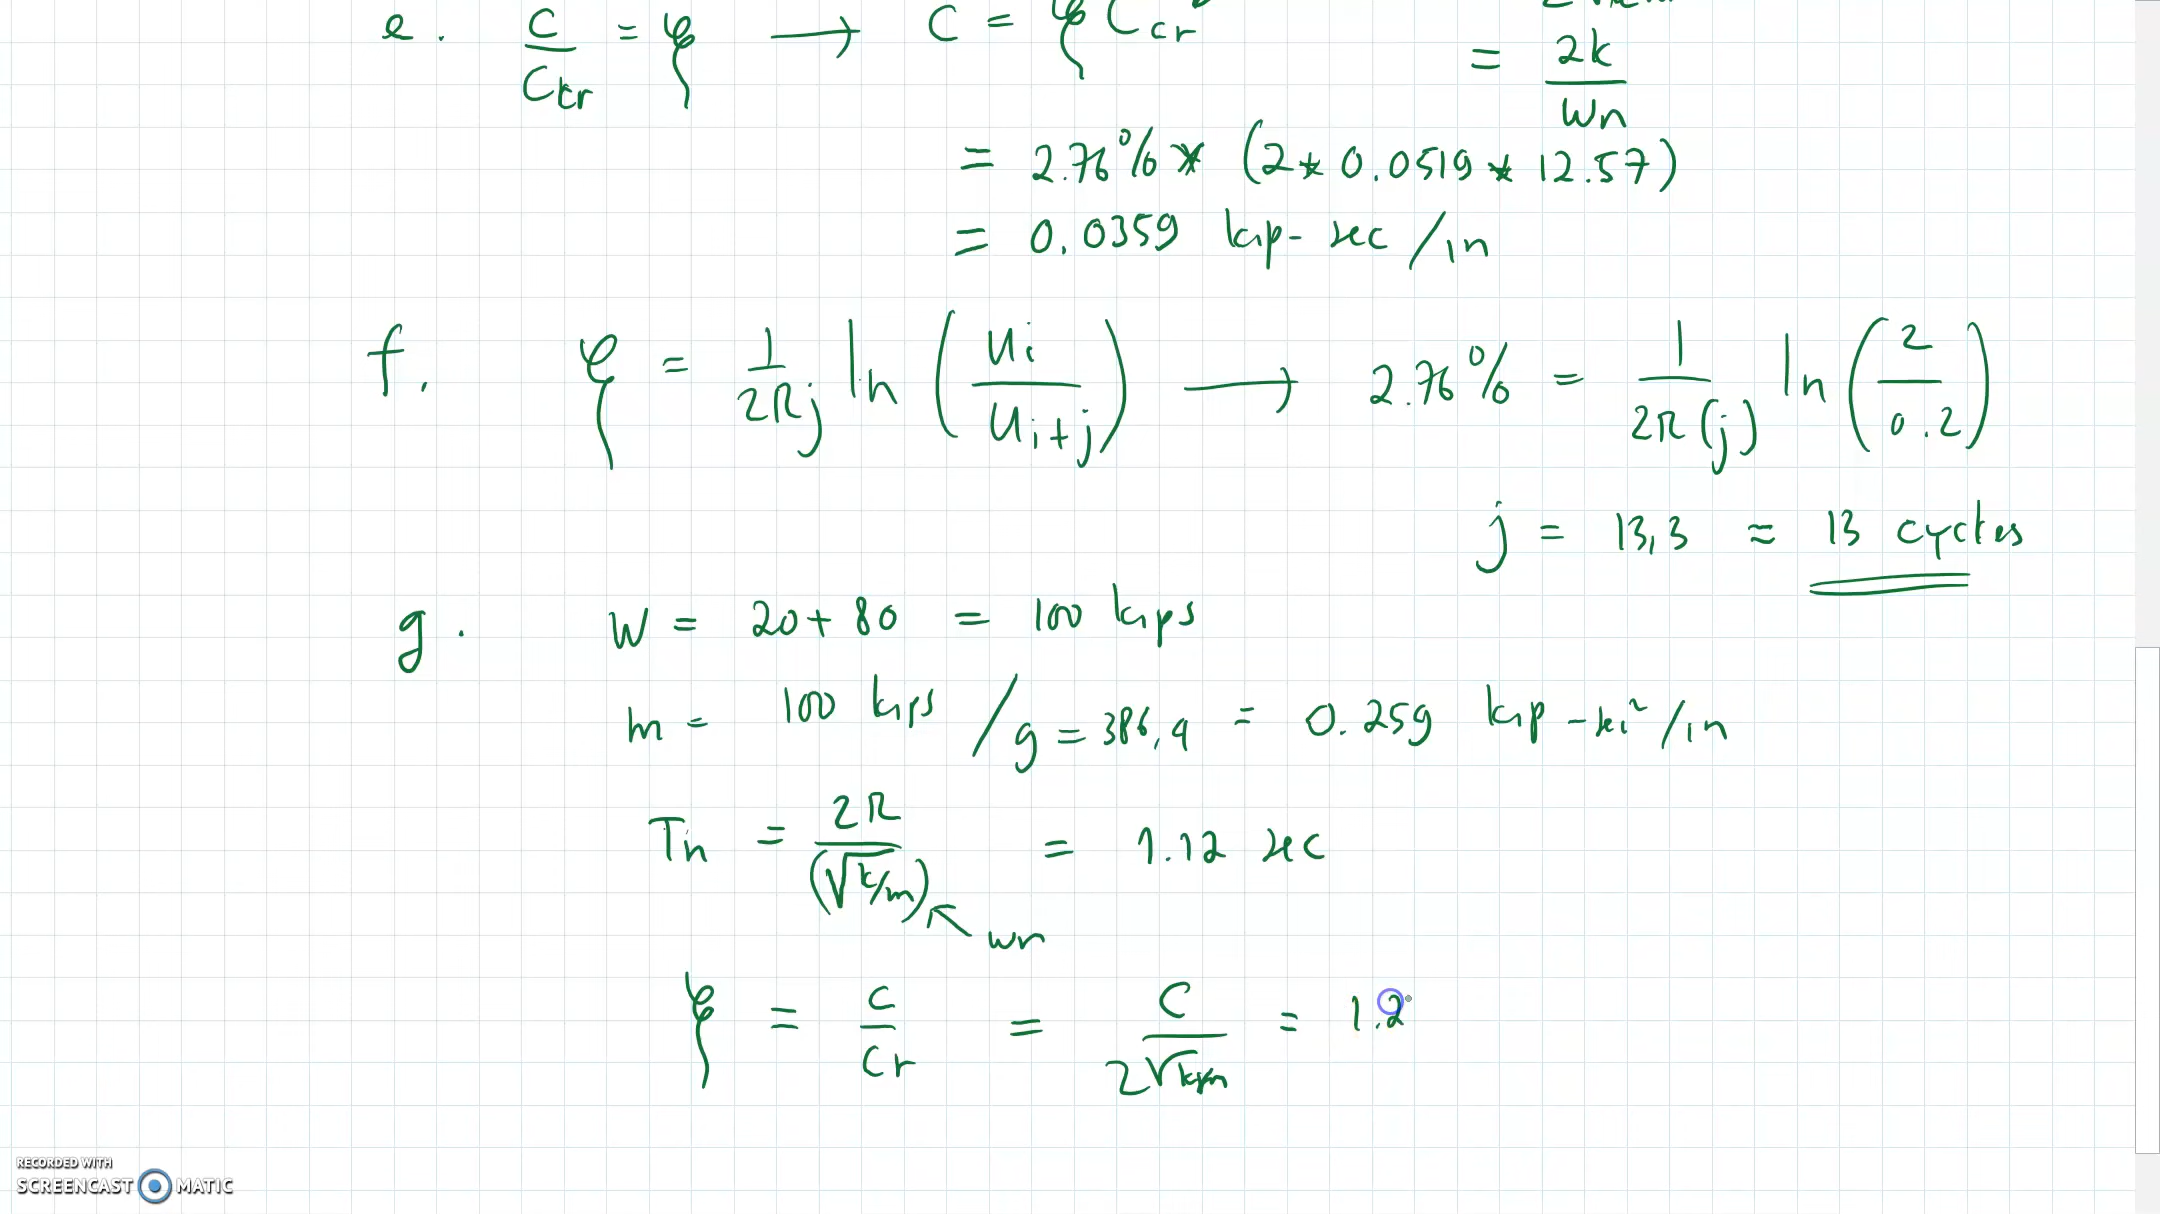 e. c/Ccr = ξ → C = ξ Ccr
= 2k/wn
= 2.76% * (2 * 0.0519 * 12.57)
= 0.0359 kip-sec/in
f. ξ = 1/2πj ln (ui/ui+j) → 2.76% = 1/2π(j) ln (2/0.2)
j = 13,3 ≈ 13 cycles
g. W = 20 + 80 = 100 kips
m = 100 kips / g = 386,4 = 0.259 kip-sec²/in
Tn = 2π/(√k/m) = 1.12 sec
wn
ξ = c/cr = C/2√km = 1.2
RECORDED WITH
SCREENCAST MATIC